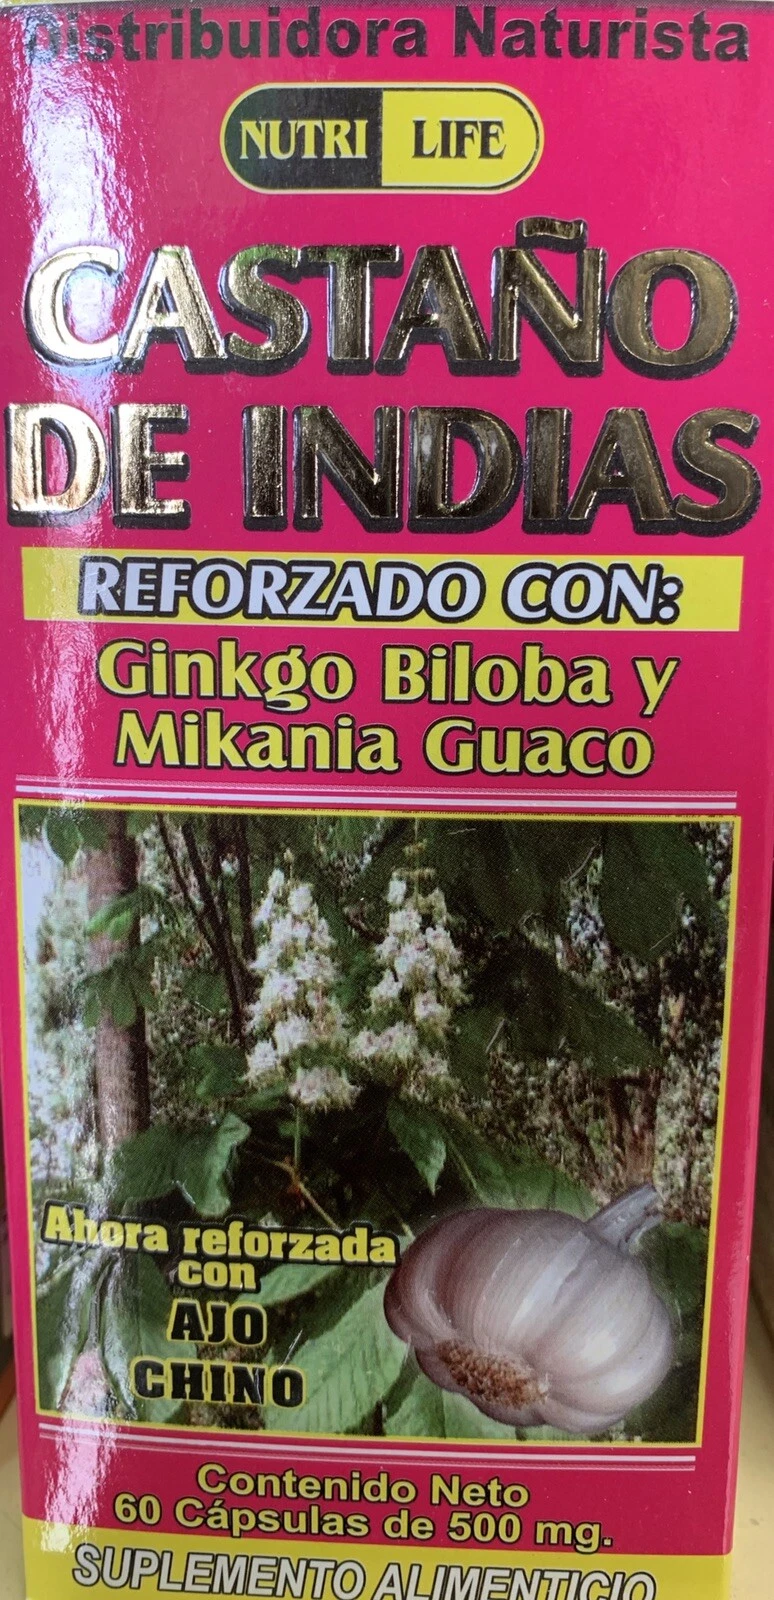 Distribuidora Naturista
NUTRI LIFE
CASTAÑO
DE INDIAS
REFORZADO CON:
Ginkgo Biloba y
Mikania Guaco
Ahora reforzada
con
AJO
CHINO
Contenido Neto
60 Cápsulas de 500 mg.
SUPLEMENTO ALIMENTICIO